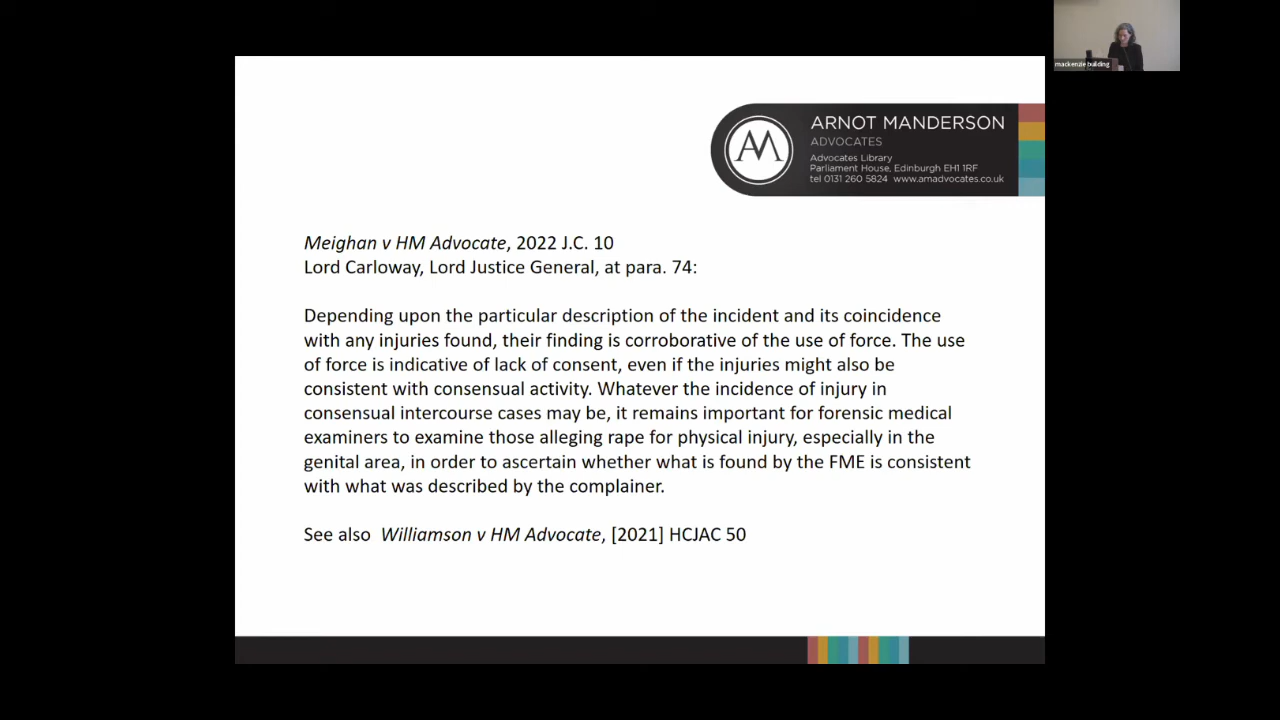 mackenzie building
ARNOT MANDERSON
ADVOCATES
Advocates Library
Parliament House, Edinburgh EH1 1RF
tel 0131 260 5824 www.amadvocates.co.uk
AM
Meighan v HM Advocate, 2022 J.C. 10
Lord Carloway, Lord Justice General, at para. 74:
Depending upon the particular description of the incident and its coincidence
with any injuries found, their finding is corroborative of the use of force. The use
of force is indicative of lack of consent, even if the injuries might also be
consistent with consensual activity. Whatever the incidence of injury in
consensual intercourse cases may be, it remains important for forensic medical
examiners to examine those alleging rape for physical injury, especially in the
genital area, in order to ascertain whether what is found by the FME is consistent
with what was described by the complainer.
See also Williamson v HM Advocate, [2021] HCJAC 50